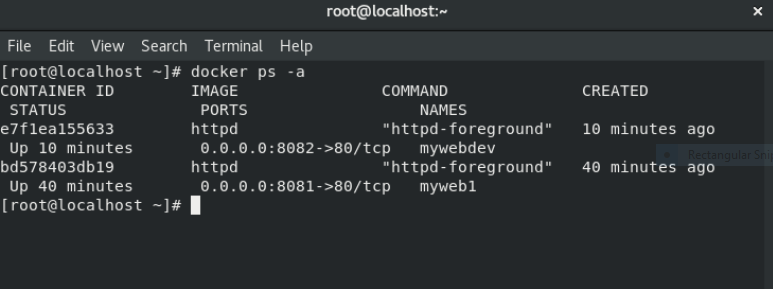 root@localhost:~
×
File Edit View Search Terminal Help
[root@localhost ~]# docker ps -a
CONTAINER ID        IMAGE               COMMAND              CREATED
 STATUS              PORTS                  NAMES
e7f1ea155633        httpd               "httpd-foreground"   10 minutes ago
 Up 10 minutes       0.0.0.0:8082->80/tcp   mywebdev
bd578403db19        httpd               "httpd-foreground"   40 minutes ago
 Up 40 minutes       0.0.0.0:8081->80/tcp   myweb1
[root@localhost ~]#
Rectangular